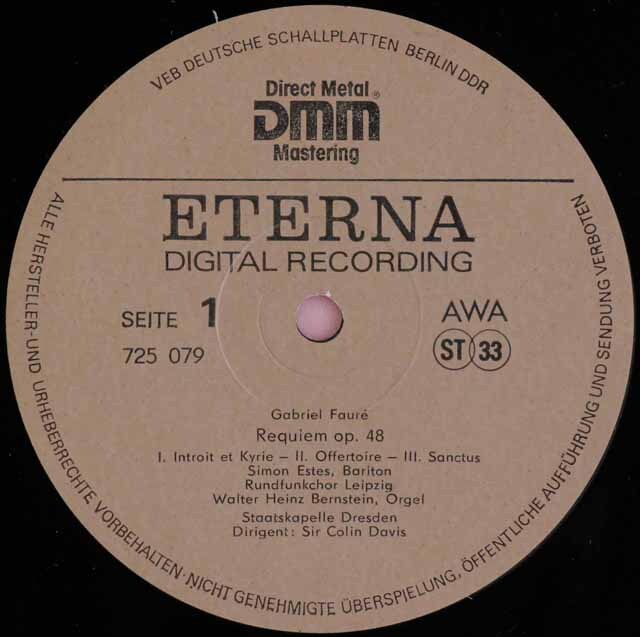 VEB DEUTSCHE SCHALLPLATTEN BERLIN DDR
Direct Metal ®
DMM
Mastering
ETERNA
DIGITAL RECORDING
SEITE 1
725 079
AWA
ST 33
Gabriel Fauré
Requiem op. 48
I. Introit et Kyrie – II. Offertoire – III. Sanctus
Simon Estes, Bariton
Rundfunkchor Leipzig
Walter Heinz Bernstein, Orgel
Staatskapelle Dresden
Dirigent: Sir Colin Davis
ALLE HERSTELLER-UND URHEBERRECHTE VORBEHALTEN·NICHT GENEHMIGTE ÜBERSPIELUNG, ÖFFENTLICHE AUFFÜHRUNG UND SENDUNG VERBOTEN